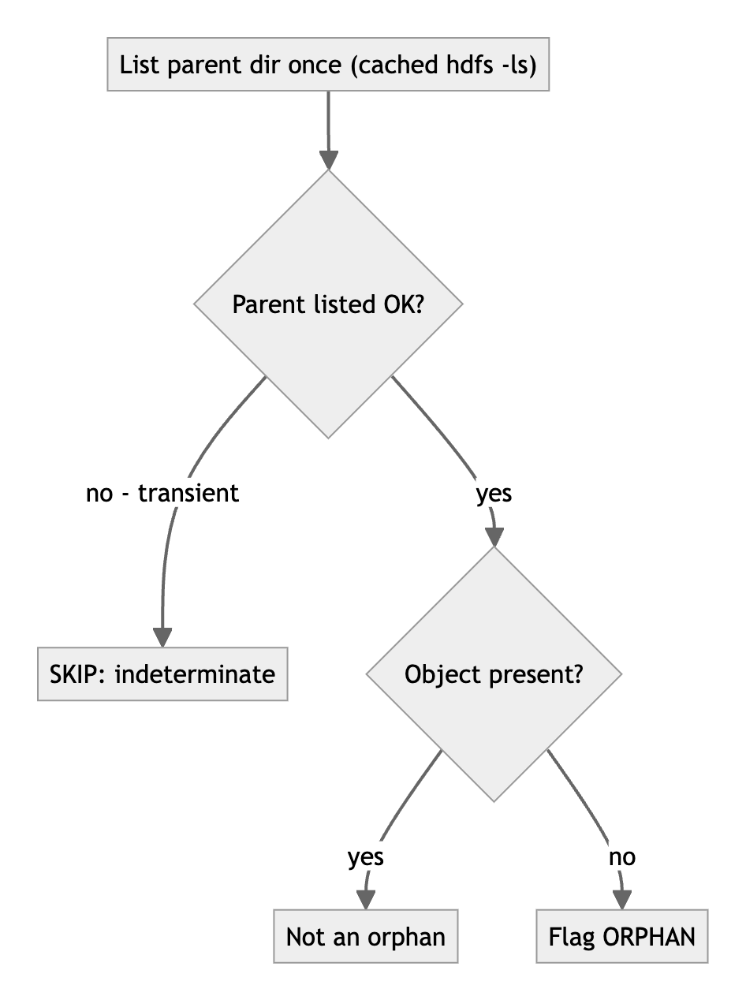 List parent dir once (cached hdfs -ls)
Parent listed OK?
no - transient
yes
SKIP: indeterminate
Object present?
yes
no
Not an orphan
Flag ORPHAN